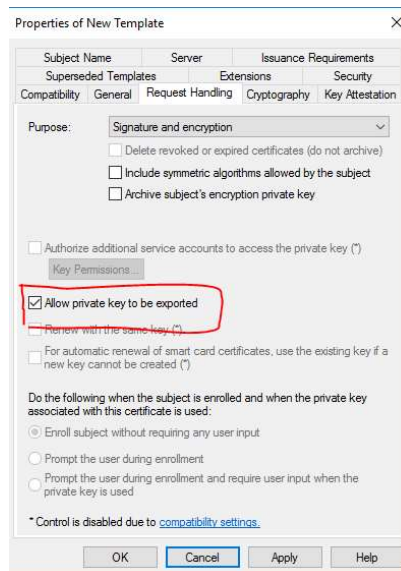 Properties of New Template
Subject Name Server Issuance Requirements
Superseded Templates Extensions Security
Compatibility General Request Handling Cryptography Key Attestation
Purpose: Signature and encryption
Delete revoked or expired certificates (do not archive)
Include symmetric algorithms allowed by the subject
Archive subject's encryption private key
Authorize additional service accounts to access the private key (*)
Key Permissions...
Allow private key to be exported
Renew with the same key (*)
For automatic renewal of smart card certificates, use the existing key if a
new key cannot be created (*)
Do the following when the subject is enrolled and when the private key
associated with this certificate is used:
Enroll subject without requiring any user input
Prompt the user during enrollment
Prompt the user during enrollment and require user input when the
private key is used
* Control is disabled due to compatibility settings.
OK Cancel Apply Help